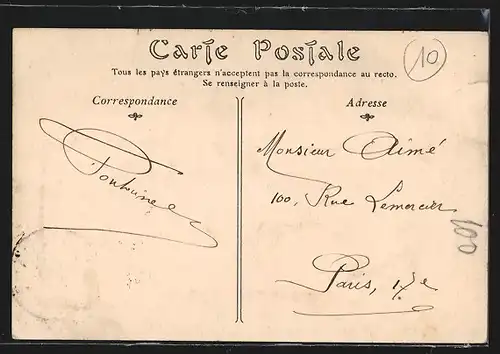 Carte Postale
Tous les pays étrangers n'acceptent pas la correspondance au recto.
Se renseigner à la poste.
10
Correspondance
Adresse
Monsieur Aimé
100, Rue Lemercier
Paris, 17e
100